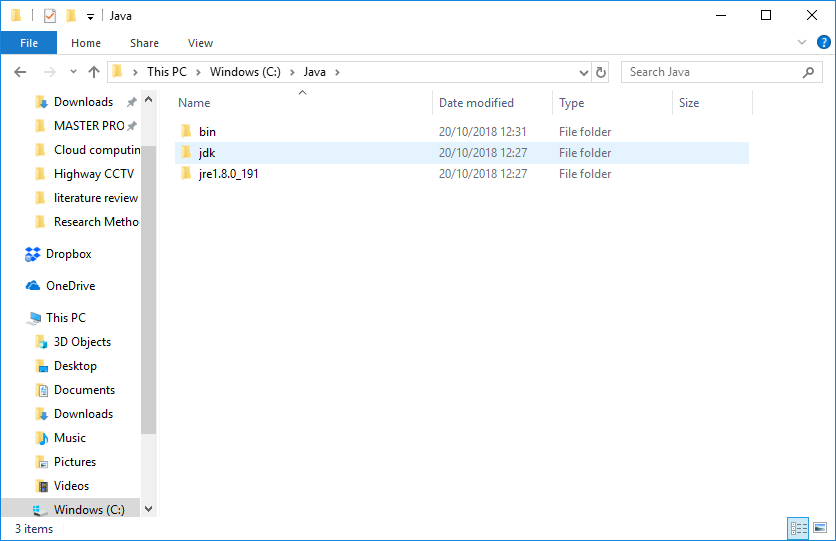 Java
File Home Share View
This PC Windows (C:) Java Search Java
Name Date modified Type Size
bin 20/10/2018 12:31 File folder
jdk 20/10/2018 12:27 File folder
jre1.8.0_191 20/10/2018 12:27 File folder
Downloads
MASTER PRO
Cloud computin
Highway CCTV
literature review
Research Metho
Dropbox
OneDrive
This PC
3D Objects
Desktop
Documents
Downloads
Music
Pictures
Videos
Windows (C:)
3 items